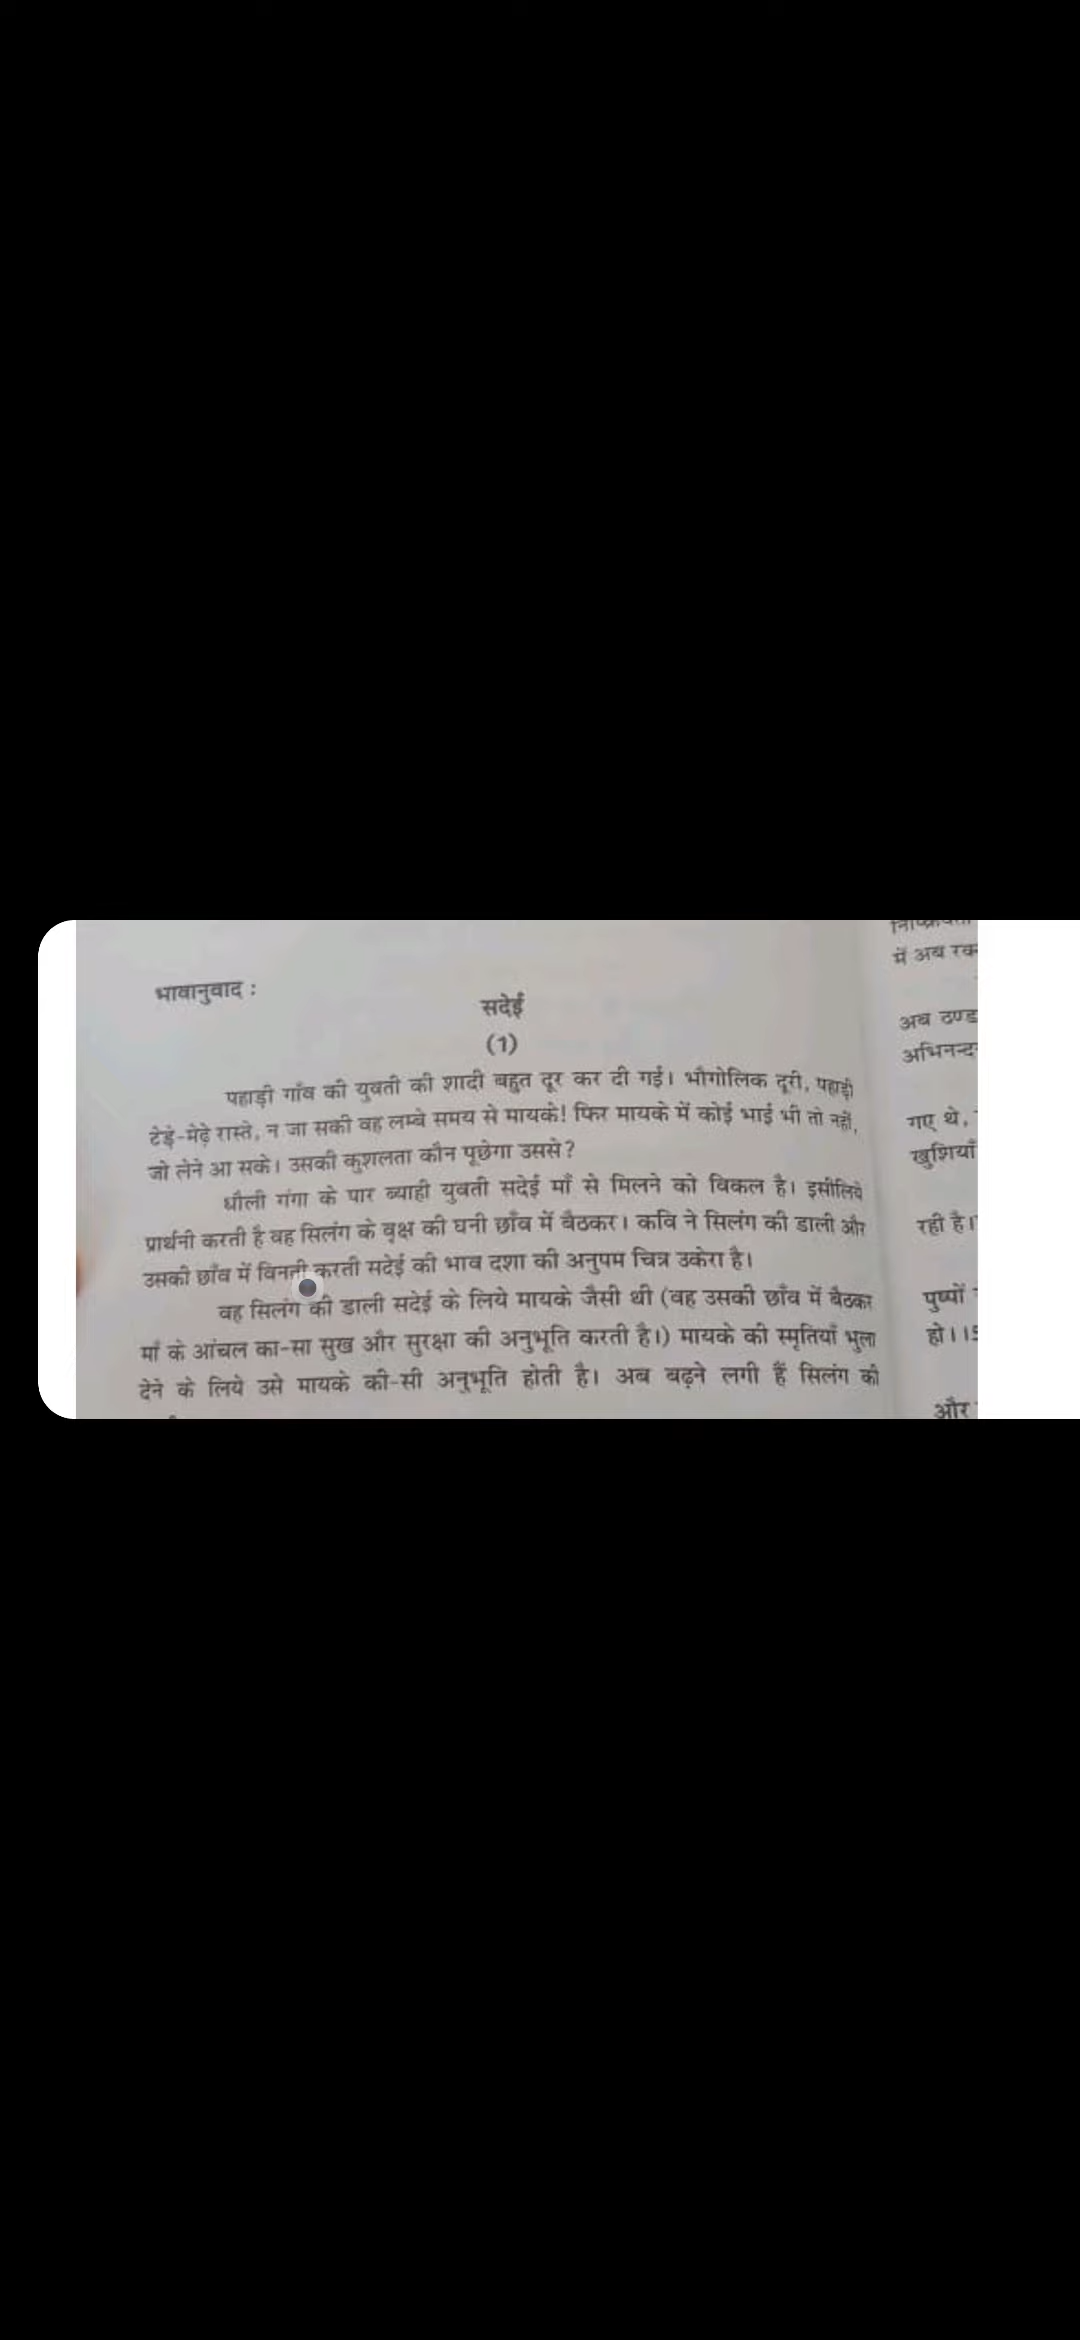 भावानुवाद :
सदेई
(1)
पहाड़ी गाँव की युवती की शादी बहुत दूर कर दी गई। भौगोलिक दूरी, पहाड़ी
टेड़े-मेढ़े रास्ते, न जा सकी वह लम्बे समय से मायके! फिर मायके में कोई भाई भी तो नहीं,
जो लेने आ सके। उसकी कुशलता कौन पूछेगा उससे?
धौली गंगा के पार ब्याही युवती सदेई माँ से मिलने को विकल है। इसीलिये
प्रार्थनी करती है वह सिलंग के वृक्ष की घनी छाँव में बैठकर। कवि ने सिलंग की डाली और
उसकी छाँव में विनती करती सदेई की भाव दशा की अनुपम चित्र उकेरा है।
वह सिलंग की डाली सदेई के लिये मायके जैसी थी (वह उसकी छाँव में बैठकर
माँ के आंचल का-सा सुख और सुरक्षा की अनुभूति करती है।) मायके की स्मृतियाँ भुला
देने के लिये उसे मायके की-सी अनुभूति होती है। अब बढ़ने लगी हैं सिलंग की
में अब
अब
गए थे,
खुशियाँ
रही है।
पुष्पों
हो।
और